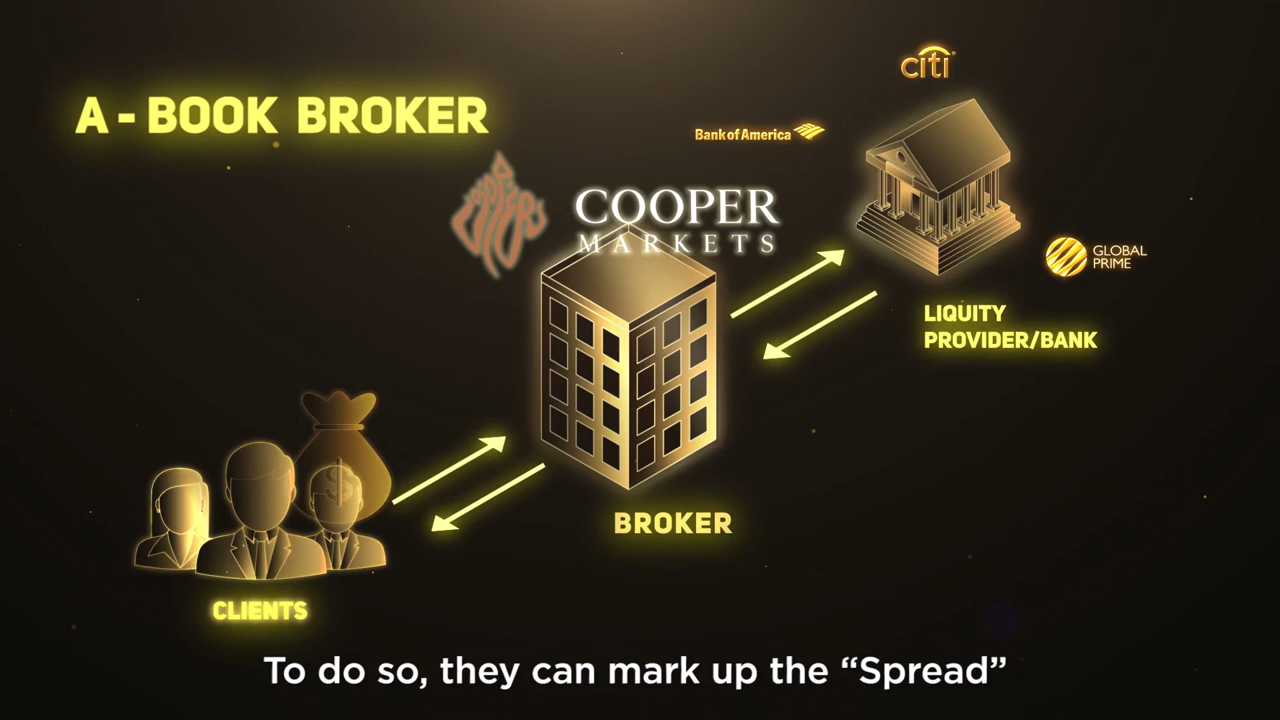 citi
A - BOOK BROKER
Bank of America
COOPER
MARKETS
GLOBAL
PRIME
LIQUITY
PROVIDER/BANK
$
BROKER
CLIENTS
To do so, they can mark up the “Spread”